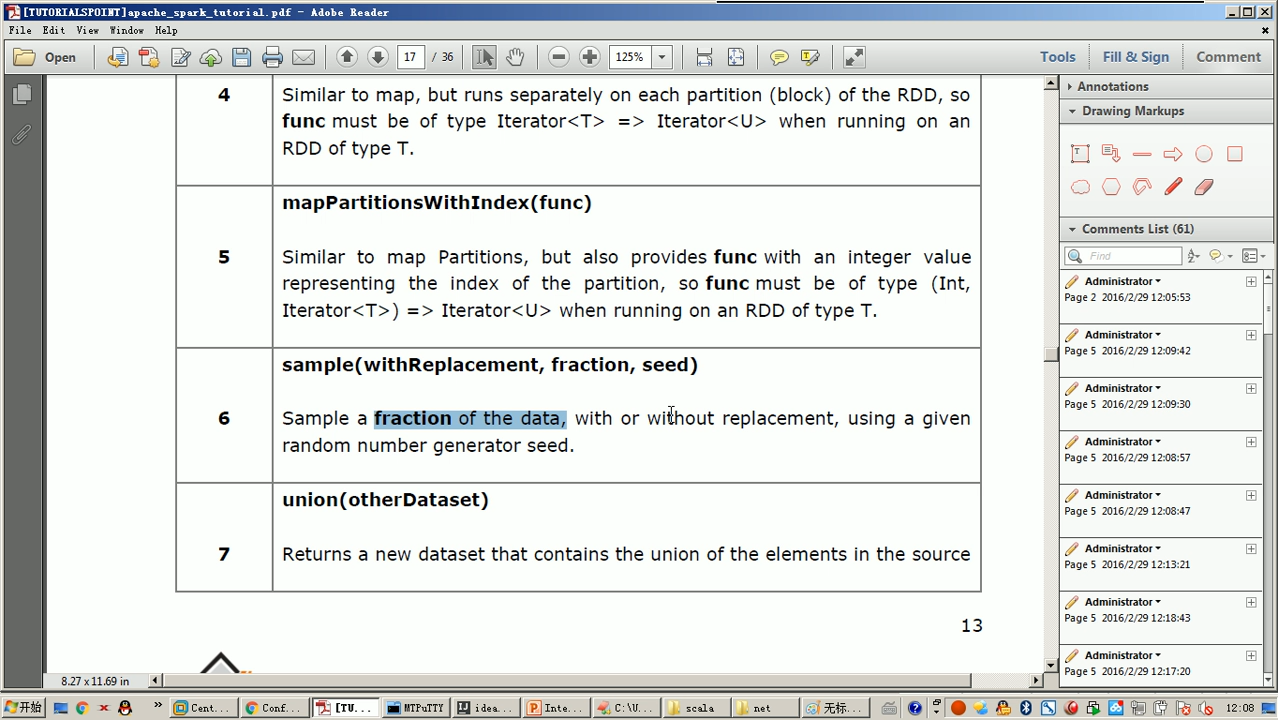 [TUTORIALSPOINT]apache_spark_tutorial.pdf - Adobe Reader
File Edit View Window Help
Open
17 / 36
125%
Tools
Fill & Sign
Comment
4
Similar to map, but runs separately on each partition (block) of the RDD, so
func must be of type Iterator<T> => Iterator<U> when running on an
RDD of type T.
mapPartitionsWithIndex(func)
5
Similar to map Partitions, but also provides func with an integer value
representing the index of the partition, so func must be of type (Int,
Iterator<T>) => Iterator<U> when running on an RDD of type T.
sample(withReplacement, fraction, seed)
6
Sample a fraction of the data, with or without replacement, using a given
random number generator seed.
union(otherDataset)
7
Returns a new dataset that contains the union of the elements in the source
13
8.27 x 11.69 in
Annotations
Drawing Markups
Comments List (61)
Find
Administrator
Page 2 2016/2/29 12:05:53
Administrator
Page 5 2016/2/29 12:09:42
Administrator
Page 5 2016/2/29 12:09:30
Administrator
Page 5 2016/2/29 12:08:57
Administrator
Page 5 2016/2/29 12:08:47
Administrator
Page 5 2016/2/29 12:13:21
Administrator
Page 5 2016/2/29 12:18:43
Administrator
Page 5 2016/2/29 12:17:20
开始
Cent...
Conf...
[TU...
MTPuTTY
idea...
Inte...
C:\U...
scala
net
无标...
12:08